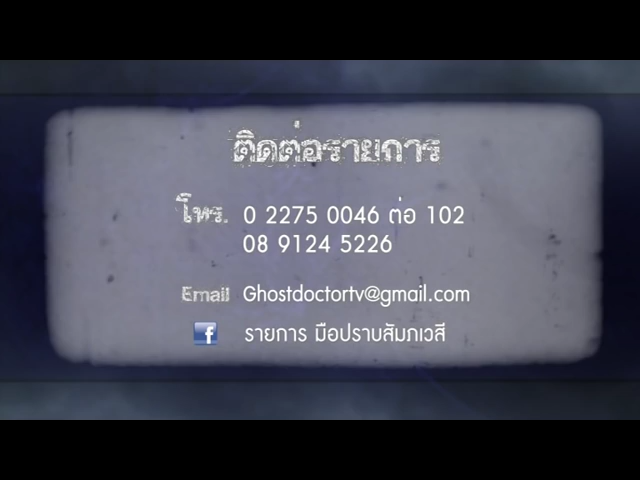 ติดต่อรายการ
โทร. 0 2275 0046 ต่อ 102
08 9124 5226
Email Ghostdoctortv@gmail.com
f รายการ มือปราบสัมภเวสี